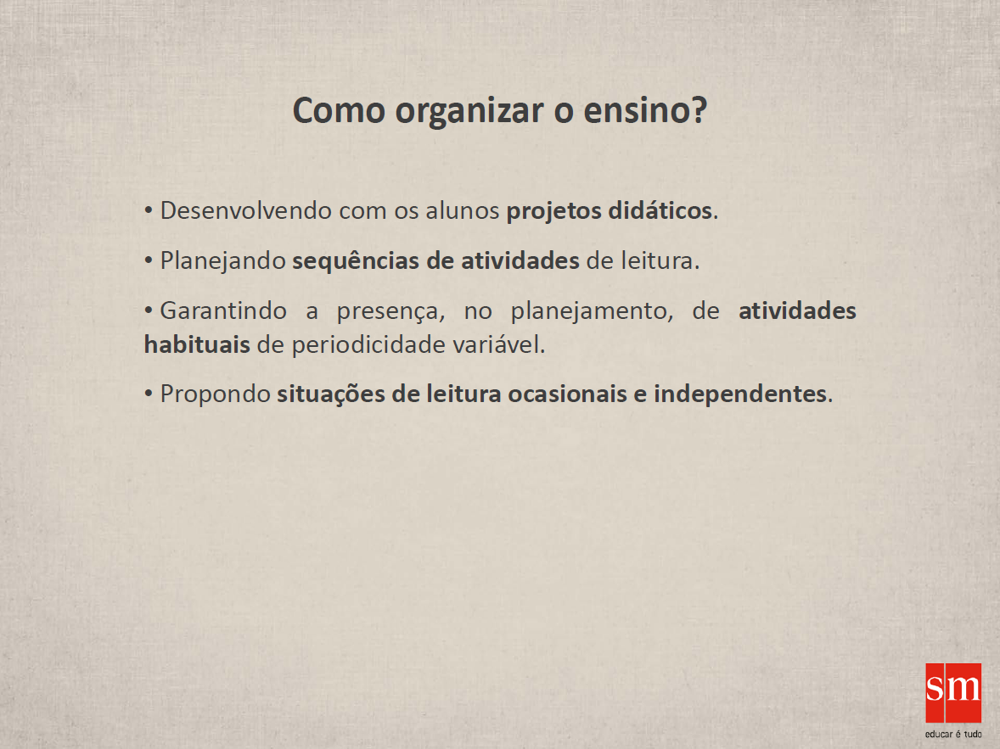 Como organizar o ensino?
• Desenvolvendo com os alunos projetos didáticos.
• Planejando sequências de atividades de leitura.
• Garantindo a presença, no planejamento, de atividades
habituais de periodicidade variável.
• Propondo situações de leitura ocasionais e independentes.
sm
educar é tudo